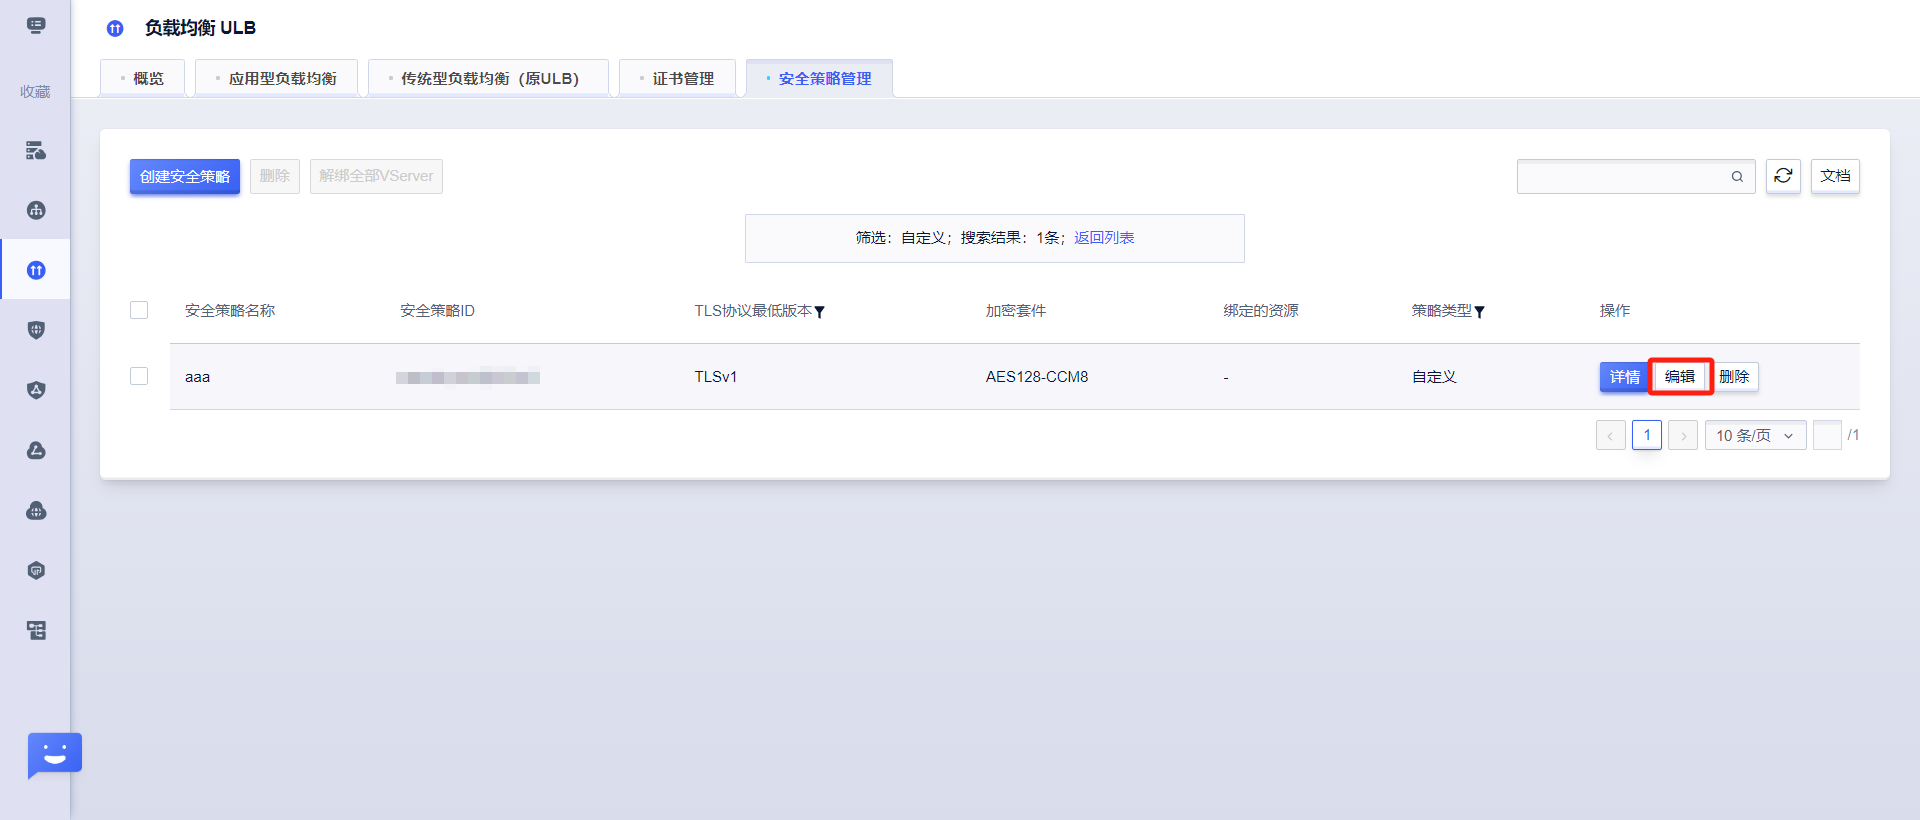 负载均衡 ULB
概览
应用型负载均衡
传统型负载均衡（原ULB）
证书管理
安全策略管理
收藏
创建安全策略
删除
解绑全部VServer
文档
筛选：自定义；搜索结果：1条；返回列表
安全策略名称 安全策略ID TLS协议最低版本 加密套件 绑定的资源 策略类型 操作
aaa TLSv1 AES128-CCM8 - 自定义 详情 编辑 删除
1 10 条/页 /1